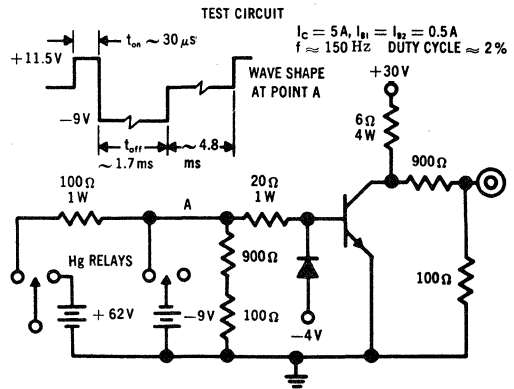 TEST CIRCUIT
I_C = 5A, I_B1 = I_B2 = 0.5A
f ≈ 150 Hz DUTY CYCLE ≈ 2%
t_on ~ 30 µs
+11.5V
WAVE SHAPE
AT POINT A
+30V
−9V
6Ω
4W
t_off
~4.8
ms
~1.7ms
900Ω
100Ω
1W
A
20Ω
1W
Hg RELAYS
900Ω
100Ω
+62V
−9V
100Ω
−4V